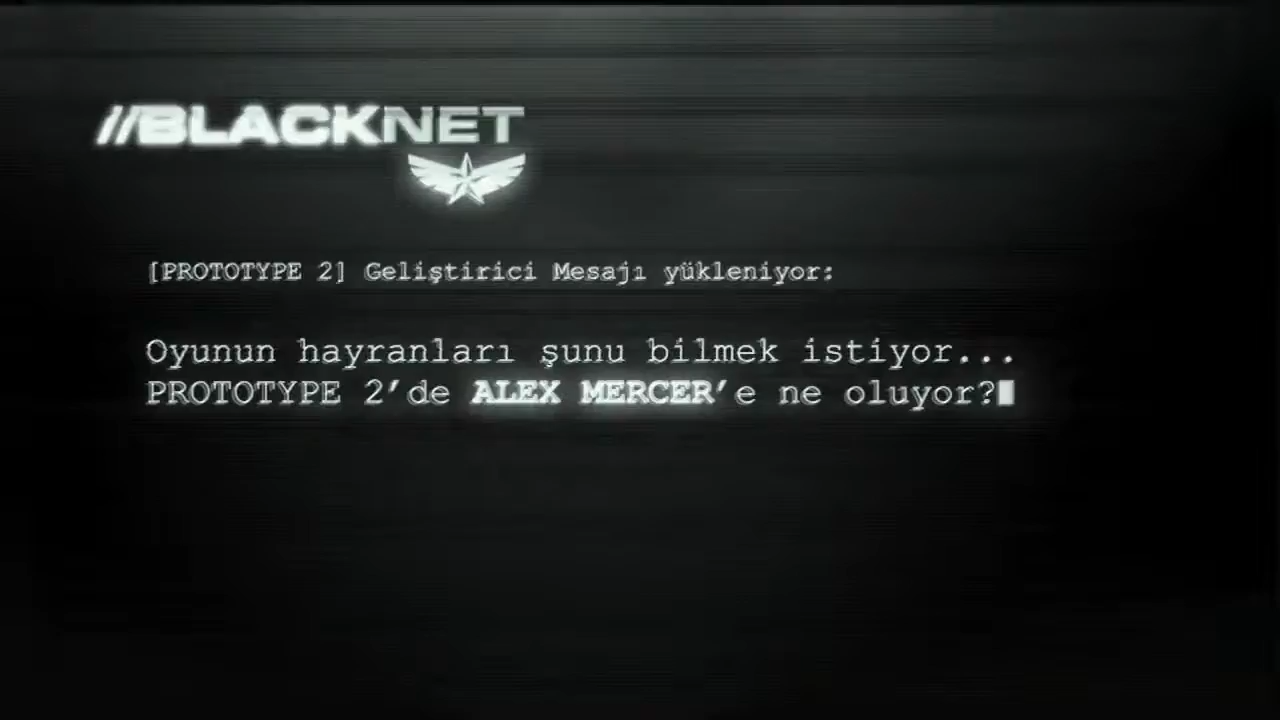 //BLACKNET
[PROTOTYPE 2] Geliştirici Mesajı yükleniyor:
Oyunun hayranları şunu bilmek istiyor...
PROTOTYPE 2’de ALEX MERCER’e ne oluyor?